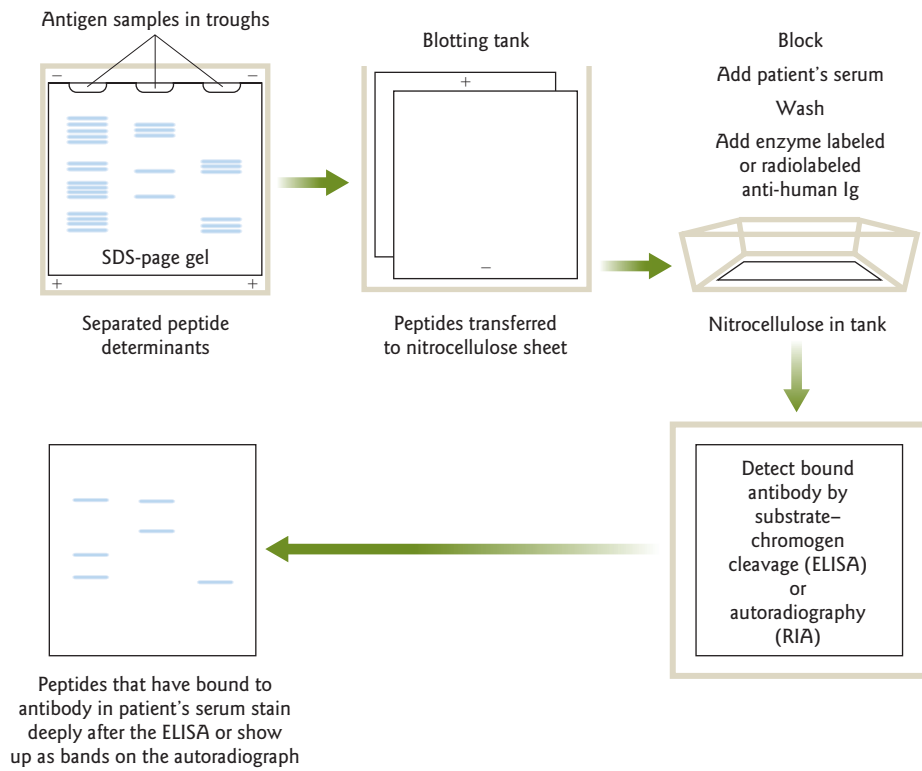 Antigen samples in troughs
− −
SDS-page gel
+ +
Separated peptide
determinants
Blotting tank
+
−
Peptides transferred
to nitrocellulose sheet
Block
Add patient's serum
Wash
Add enzyme labeled
or radiolabeled
anti-human Ig
Nitrocellulose in tank
Detect bound
antibody by
substrate–
chromogen
cleavage (ELISA)
or
autoradiography
(RIA)
Peptides that have bound to
antibody in patient's serum stain
deeply after the ELISA or show
up as bands on the autoradiograph